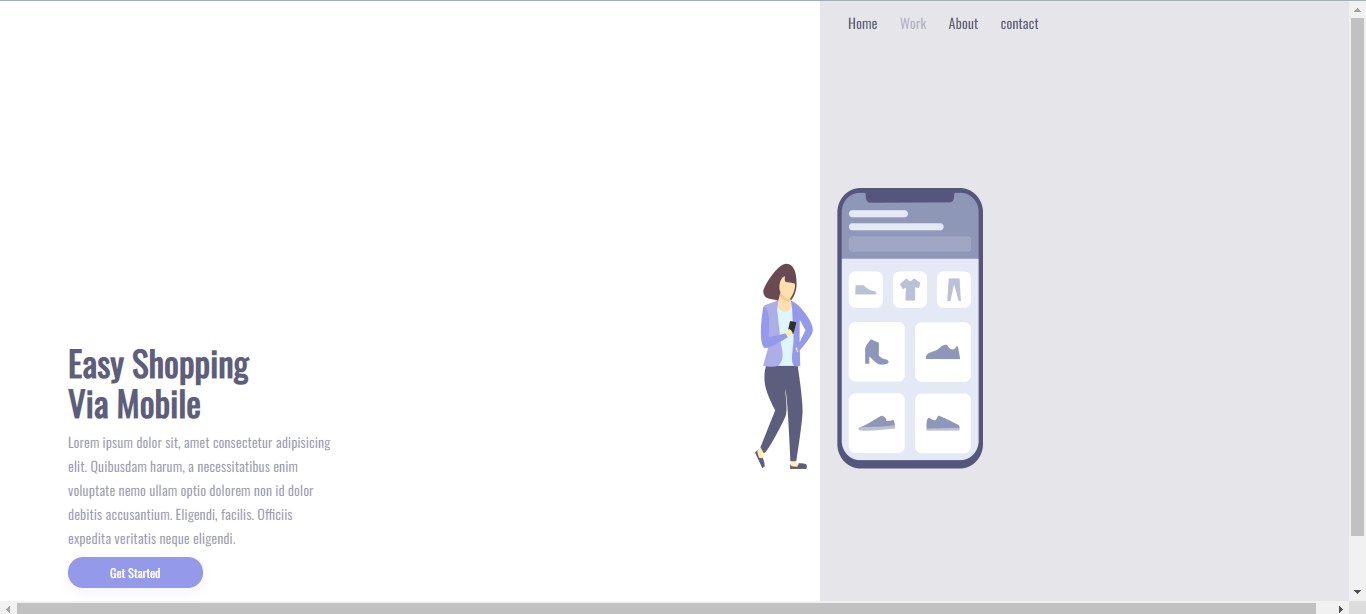 Home Work About contact
Easy Shopping
Via Mobile
Lorem ipsum dolor sit, amet consectetur adipisicing
elit. Quibusdam harum, a necessitatibus enim
voluptate nemo ullam optio dolorem non id dolor
debitis accusantium. Eligendi, facilis. Officiis
expedita veritatis neque eligendi.
Get Started